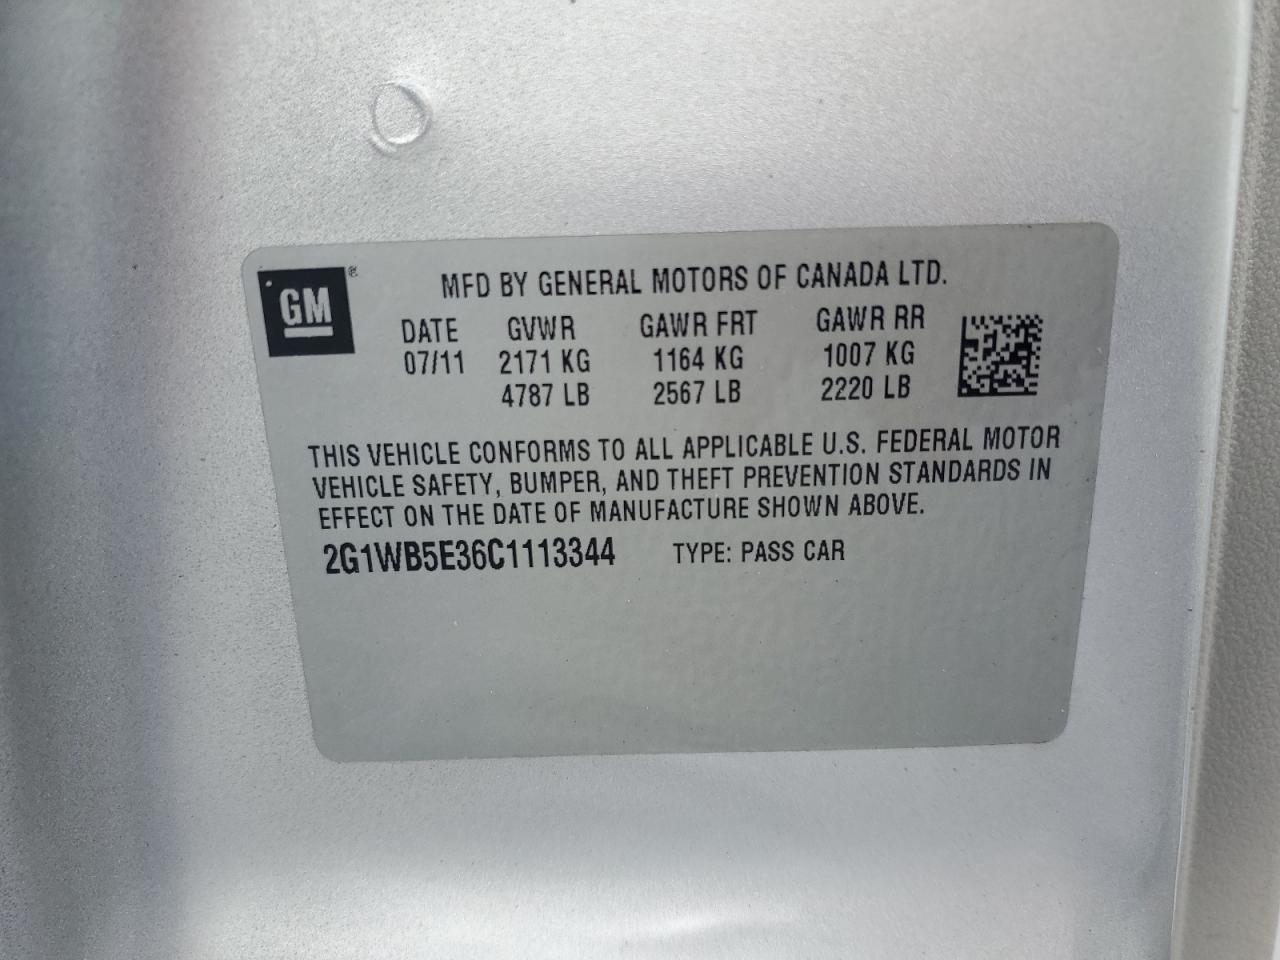 GM®
MFD BY GENERAL MOTORS OF CANADA LTD.
DATE GVWR GAWR FRT GAWR RR
07/11 2171 KG 1164 KG 1007 KG
4787 LB 2567 LB 2220 LB
THIS VEHICLE CONFORMS TO ALL APPLICABLE U.S. FEDERAL MOTOR
VEHICLE SAFETY, BUMPER, AND THEFT PREVENTION STANDARDS IN
EFFECT ON THE DATE OF MANUFACTURE SHOWN ABOVE.
2G1WB5E36C1113344 TYPE: PASS CAR